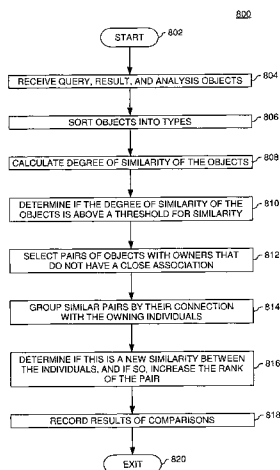 800
START
802
RECEIVE QUERY, RESULT, AND ANALYSIS OBJECTS
804
SORT OBJECTS INTO TYPES
806
CALCULATE DEGREE OF SIMILARITY OF THE OBJECTS
808
DETERMINE IF THE DEGREE OF SIMILARITY OF THE
OBJECTS IS ABOVE A THRESHOLD FOR SIMILARITY
810
SELECT PAIRS OF OBJECTS WITH OWNERS THAT
DO NOT HAVE A CLOSE ASSOCIATION
812
GROUP SIMILAR PAIRS BY THEIR CONNECTION
WITH THE OWNING INDIVIDUALS
814
DETERMINE IF THIS IS A NEW SIMILARITY BETWEEN
THE INDIVIDUALS, AND IF SO, INCREASE THE RANK
OF THE PAIR
816
RECORD RESULTS OF COMPARISONS
818
EXIT
820